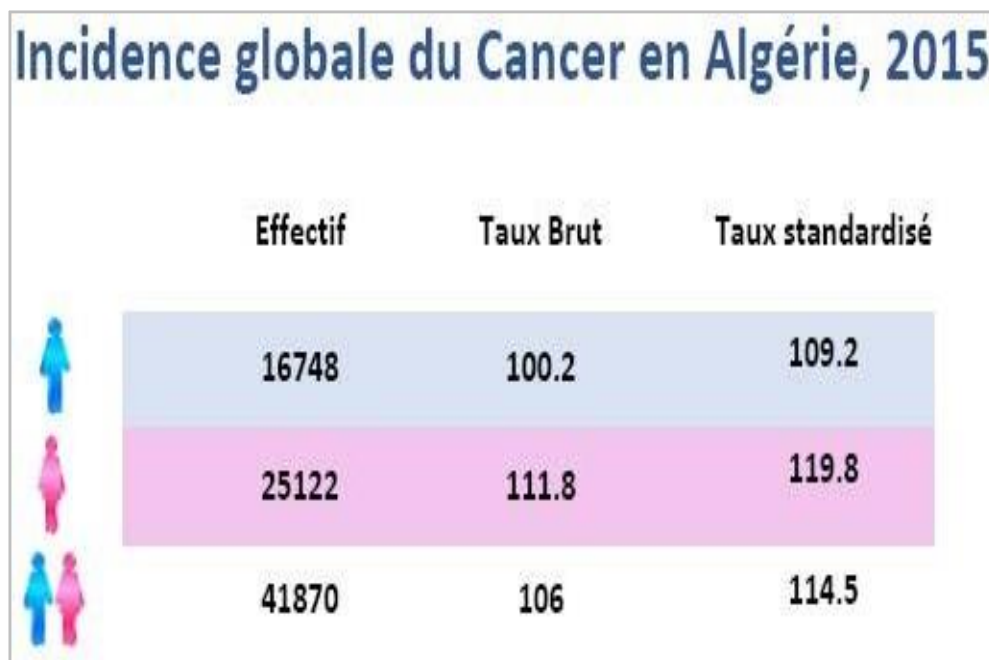 Incidence globale du Cancer en Algérie, 2015
Effectif Taux Brut Taux standardisé
16748 100.2 109.2
25122 111.8 119.8
41870 106 114.5